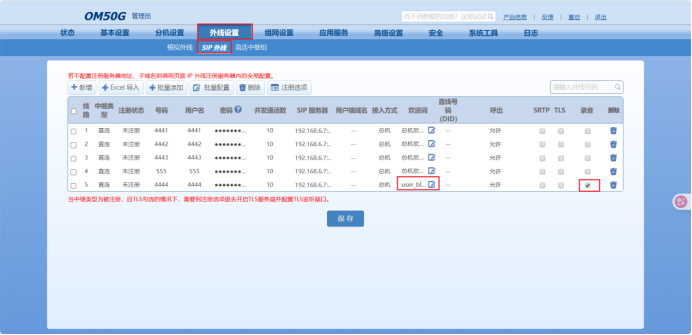 OM50G 管理员
找不到想要的功能？这里试试 产品信息 | 反馈 | 重启 | 退出
状态 基本设置 分机设置 外线设置 组网设置 应用服务 高级设置 安全 系统工具 日志
模拟外线 SIP 外线 直连中继组
若不配置注册服务器地址，子域名则调用页面 IP 外线注册服务器内的全局配置。
新增 Excel 导入 批量添加 批量配置 删除 注册选项 请输入外线号码
线路 中继类型 注册状态 号码 用户名 密码 并发通话数 SIP 服务器 用户端域名 接入方式 欢迎词 直线号码(DID) 呼出 SRTP TLS 录音 删除
1 直连 未注册 4441 4441 ●●●●●●●... 10 192.168.6.7:... --- 总机 总机欢... --- 允许
2 直连 未注册 4442 4442 ●●●●●●●... 10 192.168.6.7:... --- 总机 总机欢... --- 允许
3 直连 未注册 4443 4443 ●●●●●●●... 10 192.168.6.7:... --- 总机 总机欢... --- 允许
4 直连 未注册 555 555 ●●●●●●●... 10 192.168.6.7:... --- 总机 总机欢... --- 允许
5 直连 未注册 4444 4444 ●●●●●●●... 10 192.168.6.7:... --- 总机 user_bl... --- 允许
当中继类型为被注册，且TLS勾选的情况下，需要到注册选项里去开启TLS服务端并配置TLS监听端口。
保 存